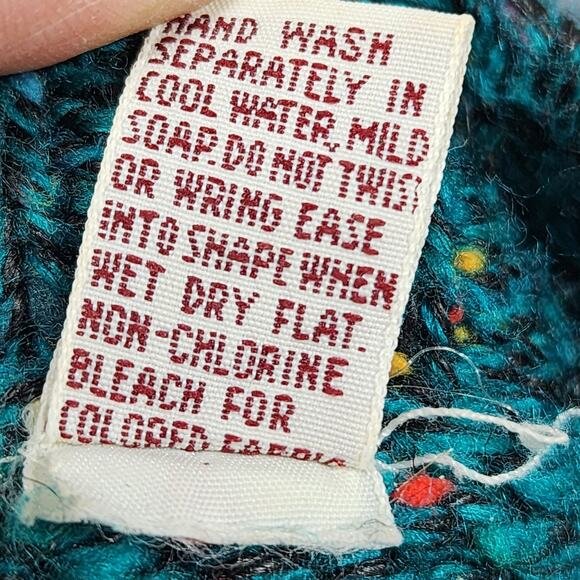 HAND WASH
SEPARATELY IN
COOL WATER, MILD
SOAP. DO NOT TWIST
OR WRING EASE
INTO SHAPE WHEN
WET DRY FLAT.
NON-CHLORINE
BLEACH FOR
COLORED FABRIC